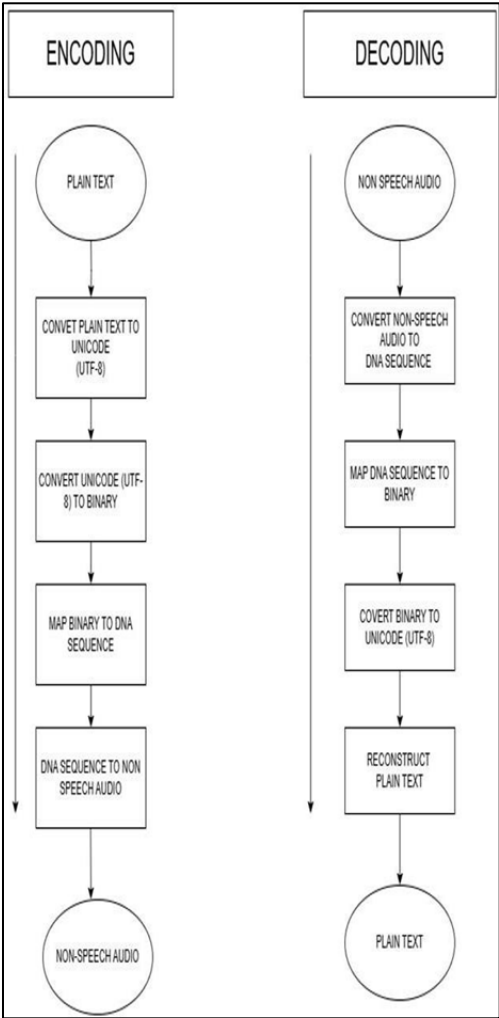 ENCODING
PLAIN TEXT
CONVET PLAIN TEXT TO
UNICODE
(UTF-8)
CONVERT UNICODE (UTF-
8) TO BINARY
MAP BINARY TO DNA
SEQUENCE
DNA SEQUENCE TO NON
SPEECH AUDIO
NON-SPEECH AUDIO
DECODING
NON SPEECH AUDIO
CONVERT NON-SPEECH
AUDIO TO
DNA SEQUENCE
MAP DNA SEQUENCE TO
BINARY
COVERT BINARY TO
UNICODE (UTF-8)
RECONSTRUCT
PLAIN TEXT
PLAIN TEXT